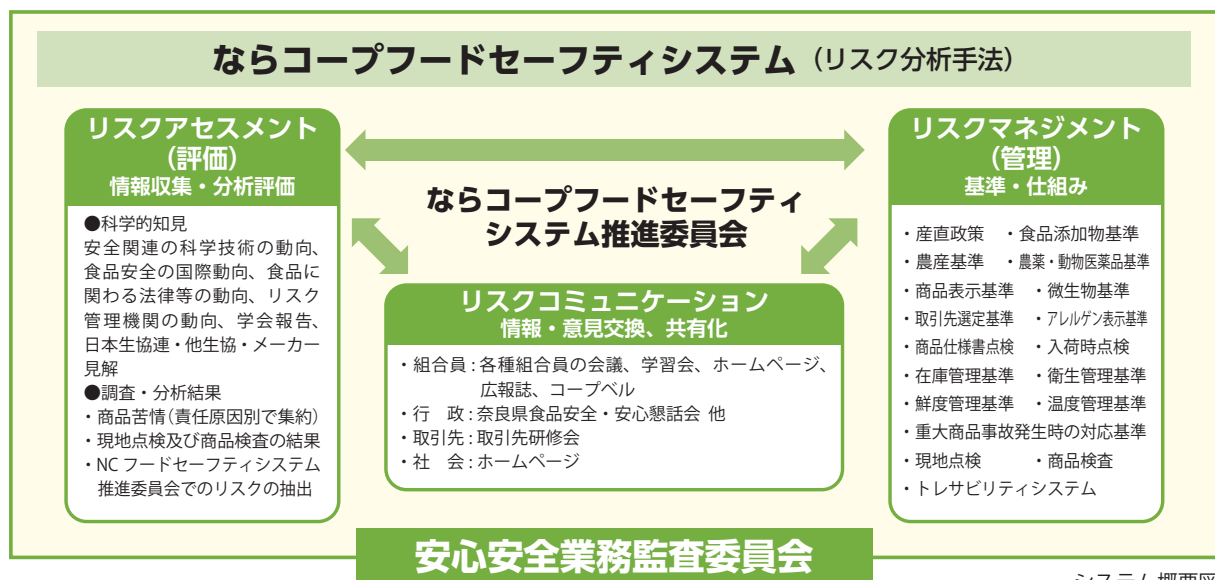 ならコープフードセーフティシステム（リスク分析手法）
リスクアセスメント
（評価）
情報収集・分析評価
●科学的知見
安全関連の科学技術の動向、
食品安全の国際動向、食品に
関わる法律等の動向、リスク
管理機関の動向、学会報告、
日本生協連・他生協・メーカー
見解
●調査・分析結果
・商品苦情（責任原因別で集約）
・現地点検及び商品検査の結果
・NCフードセーフティシステム
推進委員会でのリスクの抽出
ならコープフードセーフティ
システム推進委員会
リスクコミュニケーション
情報・意見交換、共有化
・組合員：各種組合員の会議、学習会、ホームページ、
広報誌、コープベル
・行　政：奈良県食品安全・安心懇話会 他
・取引先：取引先研修会
・社　会：ホームページ
リスクマネジメント
（管理）
基準・仕組み
・産直政策　・食品添加物基準
・農産基準　・農薬・動物医薬品基準
・商品表示基準　・微生物基準
・取引先選定基準　・アレルゲン表示基準
・商品仕様書点検　・入荷時点検
・在庫管理基準　・衛生管理基準
・鮮度管理基準　・温度管理基準
・重大商品事故発生時の対応基準
・現地点検　・商品検査
・トレサビリティシステム
安心安全業務監査委員会
システム概要図